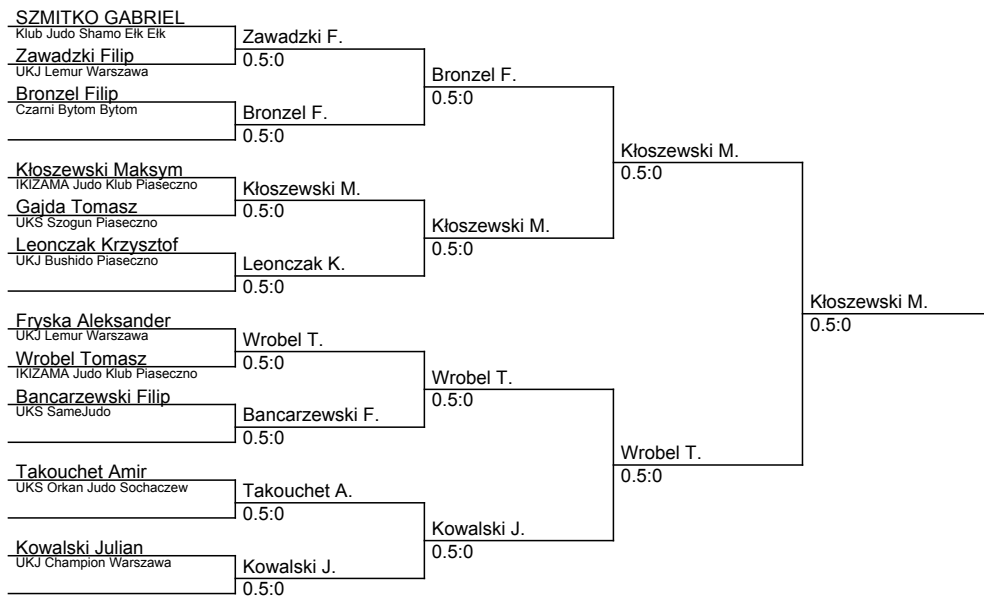 SZMITKO GABRIEL
Klub Judo Shamo Ełk Ełk
Zawadzki Filip
UKJ Lemur Warszawa
Bronzel Filip
Czarni Bytom Bytom
Kłoszewski Maksym
IKIZAMA Judo Klub Piaseczno
Gajda Tomasz
UKS Szogun Piaseczno
Leonczak Krzysztof
UKJ Bushido Piaseczno
Fryska Aleksander
UKJ Lemur Warszawa
Wrobel Tomasz
IKIZAMA Judo Klub Piaseczno
Bancarzewski Filip
UKS SameJudo
Takouchet Amir
UKS Orkan Judo Sochaczew
Kowalski Julian
UKJ Champion Warszawa
Zawadzki F.
0.5:0
Bronzel F.
0.5:0
Kłoszewski M.
0.5:0
Leonczak K.
0.5:0
Wrobel T.
0.5:0
Bancarzewski F.
0.5:0
Takouchet A.
0.5:0
Kowalski J.
0.5:0
Bronzel F.
0.5:0
Kłoszewski M.
0.5:0
Wrobel T.
0.5:0
Kowalski J.
0.5:0
Kłoszewski M.
0.5:0
Wrobel T.
0.5:0
Kłoszewski M.
0.5:0